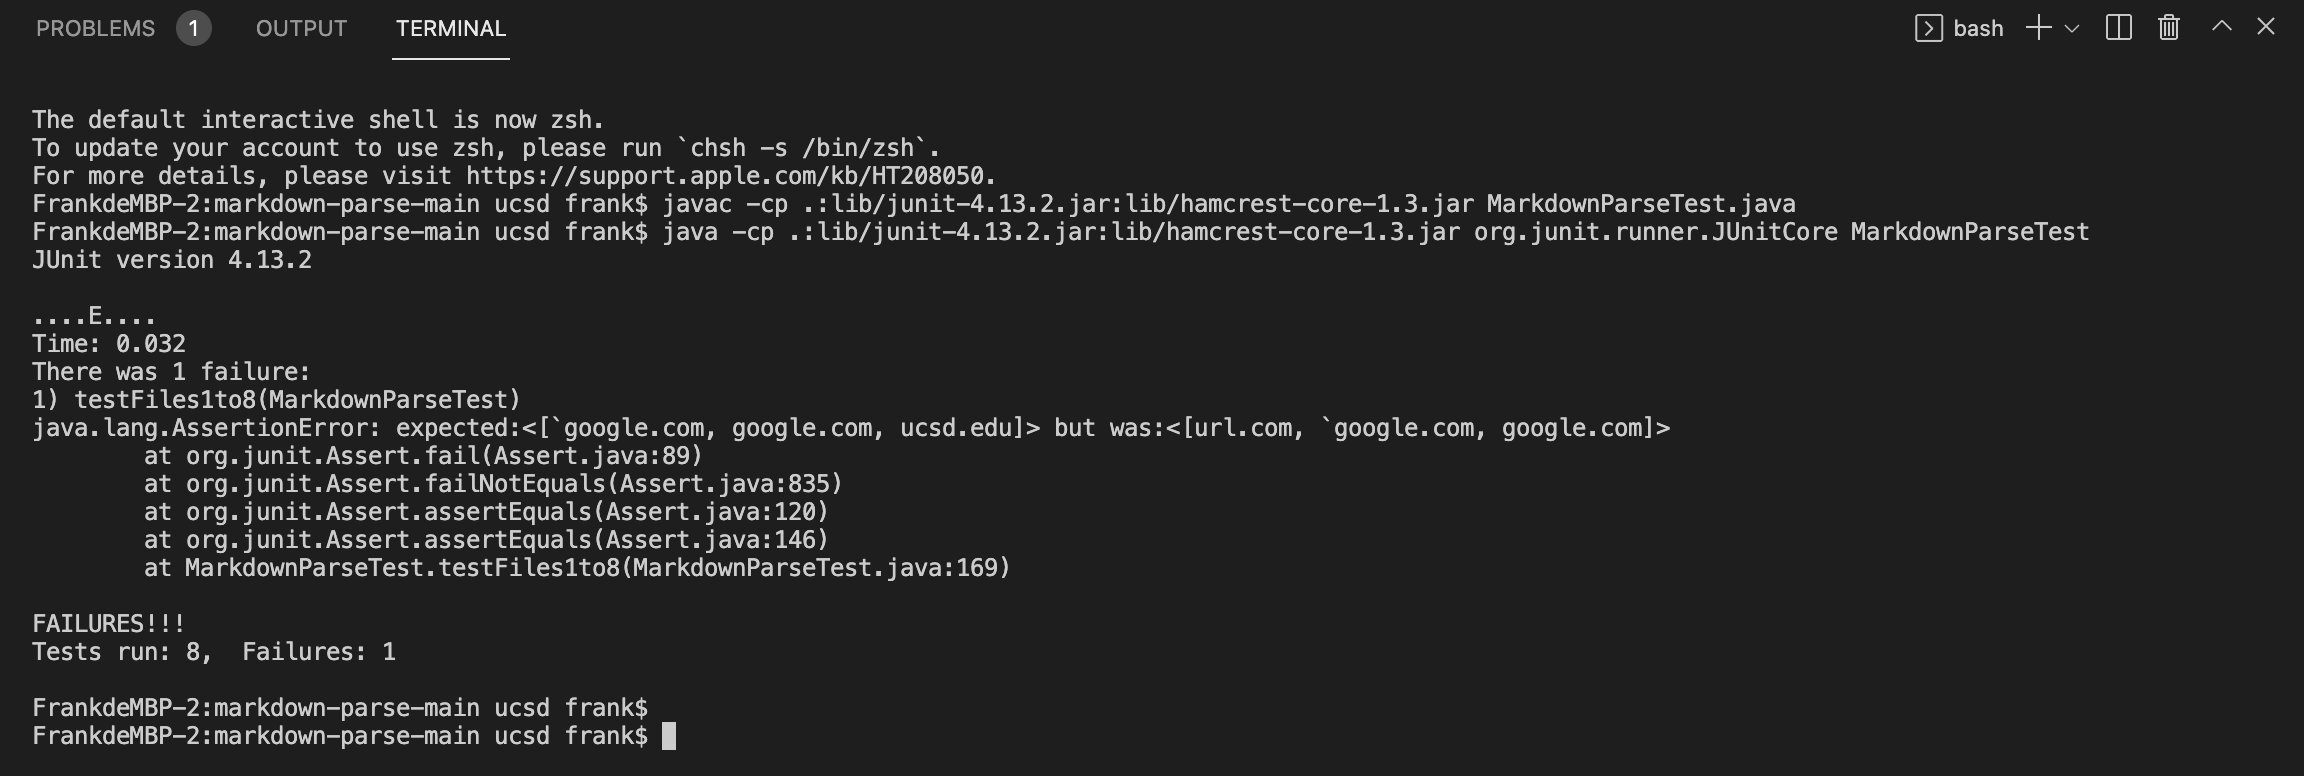 PROBLEMS 1 OUTPUT TERMINAL bash
The default interactive shell is now zsh.
To update your account to use zsh, please run `chsh -s /bin/zsh`.
For more details, please visit https://support.apple.com/kb/HT208050.
FrankdeMBP-2:markdown-parse-main ucsd frank$ javac -cp .:lib/junit-4.13.2.jar:lib/hamcrest-core-1.3.jar MarkdownParseTest.java
FrankdeMBP-2:markdown-parse-main ucsd frank$ java -cp .:lib/junit-4.13.2.jar:lib/hamcrest-core-1.3.jar org.junit.runner.JUnitCore MarkdownParseTest
JUnit version 4.13.2
....E....
Time: 0.032
There was 1 failure:
1) testFiles1to8(MarkdownParseTest)
java.lang.AssertionError: expected:<[`google.com, google.com, ucsd.edu]> but was:<[url.com, `google.com, google.com]>
at org.junit.Assert.fail(Assert.java:89)
at org.junit.Assert.failNotEquals(Assert.java:835)
at org.junit.Assert.assertEquals(Assert.java:120)
at org.junit.Assert.assertEquals(Assert.java:146)
at MarkdownParseTest.testFiles1to8(MarkdownParseTest.java:169)
FAILURES!!!
Tests run: 8,  Failures: 1
FrankdeMBP-2:markdown-parse-main ucsd frank$
FrankdeMBP-2:markdown-parse-main ucsd frank$